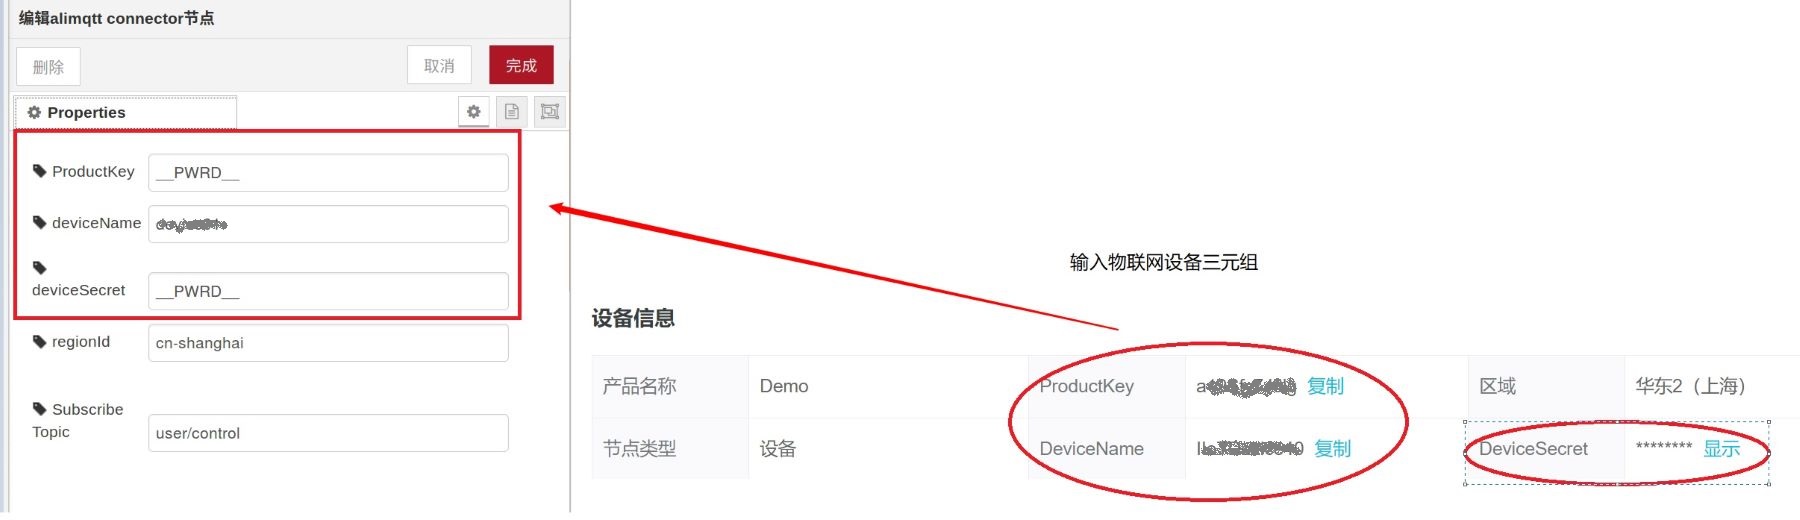 编辑alimqtt connector节点
删除
取消
完成
Properties
ProductKey
__PWRD__
deviceName
deviceSecret
__PWRD__
regionId
cn-shanghai
Subscribe
Topic
user/control
输入物联网设备三元组
设备信息
产品名称
Demo
ProductKey
复制
区域
华东2（上海）
节点类型
设备
DeviceName
复制
DeviceSecret
********
显示